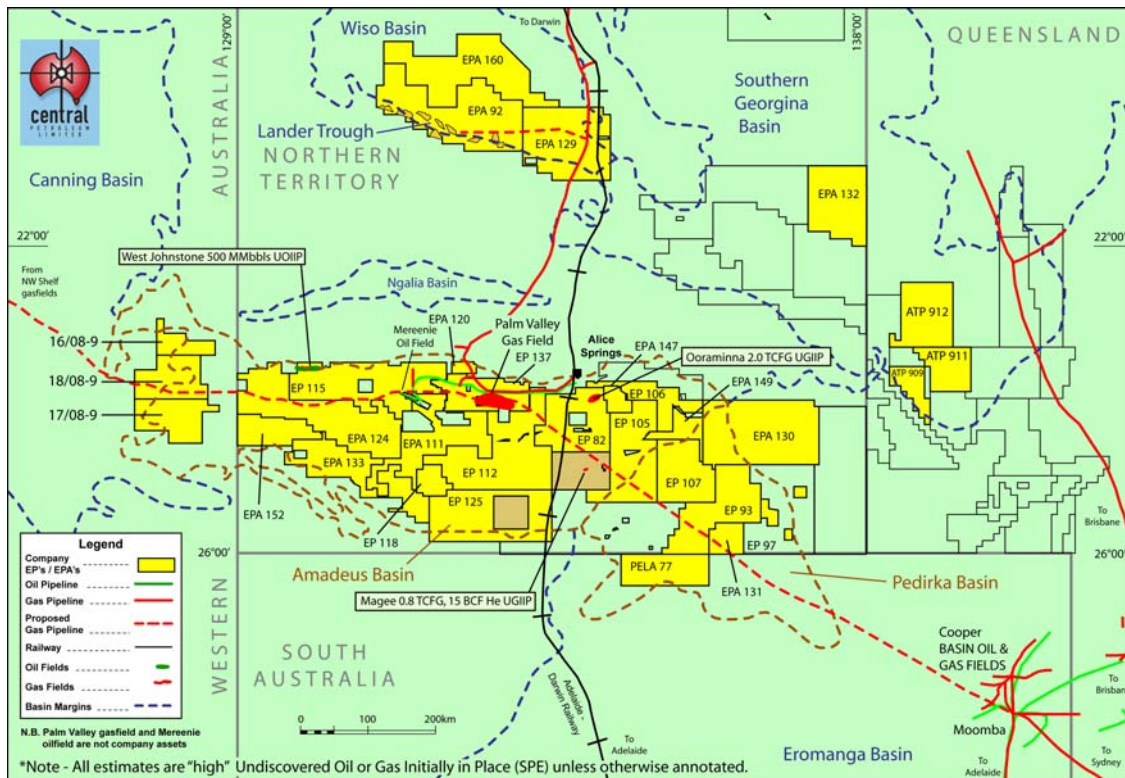 Wiso Basin
To Darwin
129°00'
138°00'
QUEENSLAND
AUSTRALIA
central
PETROLEUM
LIMITED
EPA 160
EPA 92
Southern
Georgina
Basin
Lander Trough
EPA 129
NORTHERN
TERRITORY
Canning Basin
EPA 132
22°00'
22°00'
West Johnstone 500 MMbbls UOIIP
From
NW Shelf
gasfields
Ngalia Basin
ATP 912
EPA 120
Palm Valley
Gas Field
Mereenie
Oil Field
EP 137
Alice
Springs
EPA 147
Ooraminna 2.0 TCFG UGIIP
16/08-9
ATP 911
ATP 909
18/08-9
EP 115
EP 106
EPA 149
17/08-9
EP 105
EPA 124
EPA 111
EP 82
EPA 130
EPA 133
EP 112
EP 107
EP 125
EP 93
EPA 152
EP 118
EP 97
To
Brisbane
26°00'
26°00'
Legend
Company
EP's / EPA's
Oil Pipeline
Gas Pipeline
Proposed
Gas Pipeline
Railway
Oil Fields
Gas Fields
Basin Margins
N.B. Palm Valley gasfield and Mereenie
oilfield are not company assets
Amadeus Basin
PELA 77
EPA 131
Pedirka Basin
Magee 0.8 TCFG, 15 BCF He UGIIP
WESTERN
SOUTH
AUSTRALIA
Cooper
BASIN OIL &
GAS FIELDS
To
Brisbane
Adelaide -
Darwin Railway
0
200km
Moomba
To
Adelaide
To
Adelaide
To
Sydney
Eromanga Basin
*Note - All estimates are "high" Undiscovered Oil or Gas Initially in Place (SPE) unless otherwise annotated.